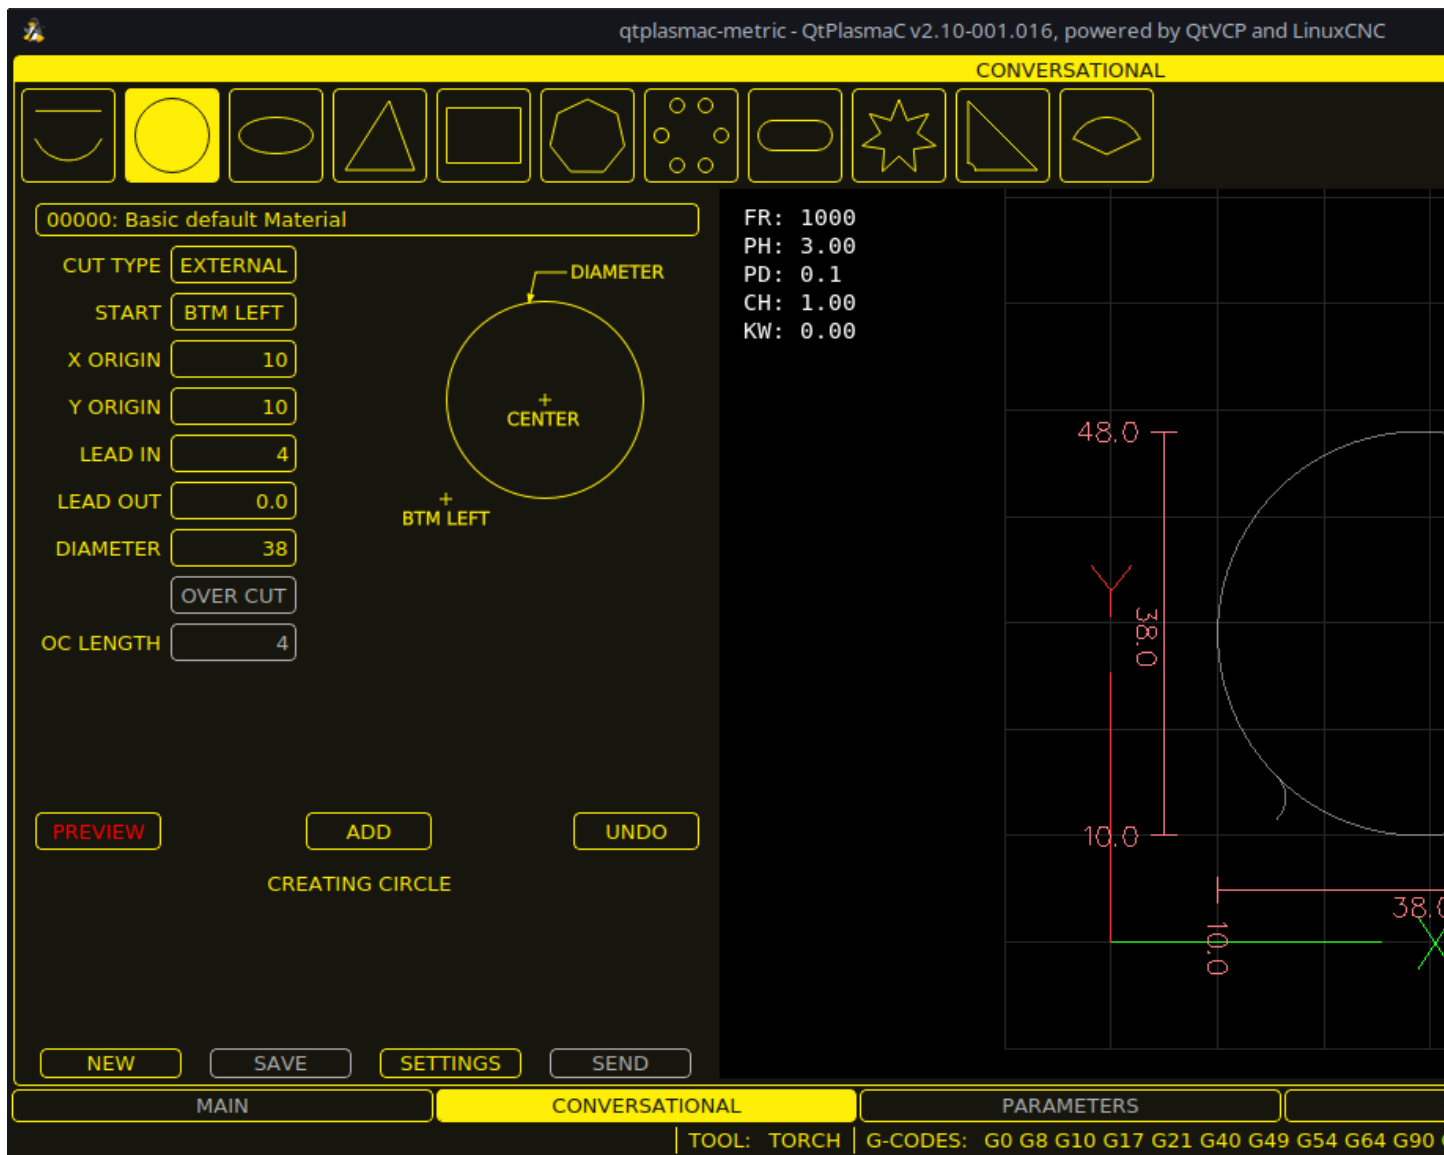 qtplasmac-metric - QtPlasmaC v2.10-001.016, powered by QtVCP and LinuxCNC
CONVERSATIONAL
00000: Basic default Material
CUT TYPE EXTERNAL
START BTM LEFT
X ORIGIN 10
Y ORIGIN 10
LEAD IN 4
LEAD OUT 0.0
DIAMETER 38
OVER CUT
OC LENGTH 4
DIAMETER
CENTER
BTM LEFT
PREVIEW ADD UNDO
CREATING CIRCLE
NEW SAVE SETTINGS SEND
FR: 1000
PH: 3.00
PD: 0.1
CH: 1.00
KW: 0.00
48.0
Y
38.0
10.0
38.0
10.0
X
MAIN CONVERSATIONAL PARAMETERS
TOOL: TORCH G-CODES: G0 G8 G10 G17 G21 G40 G49 G54 G64 G90